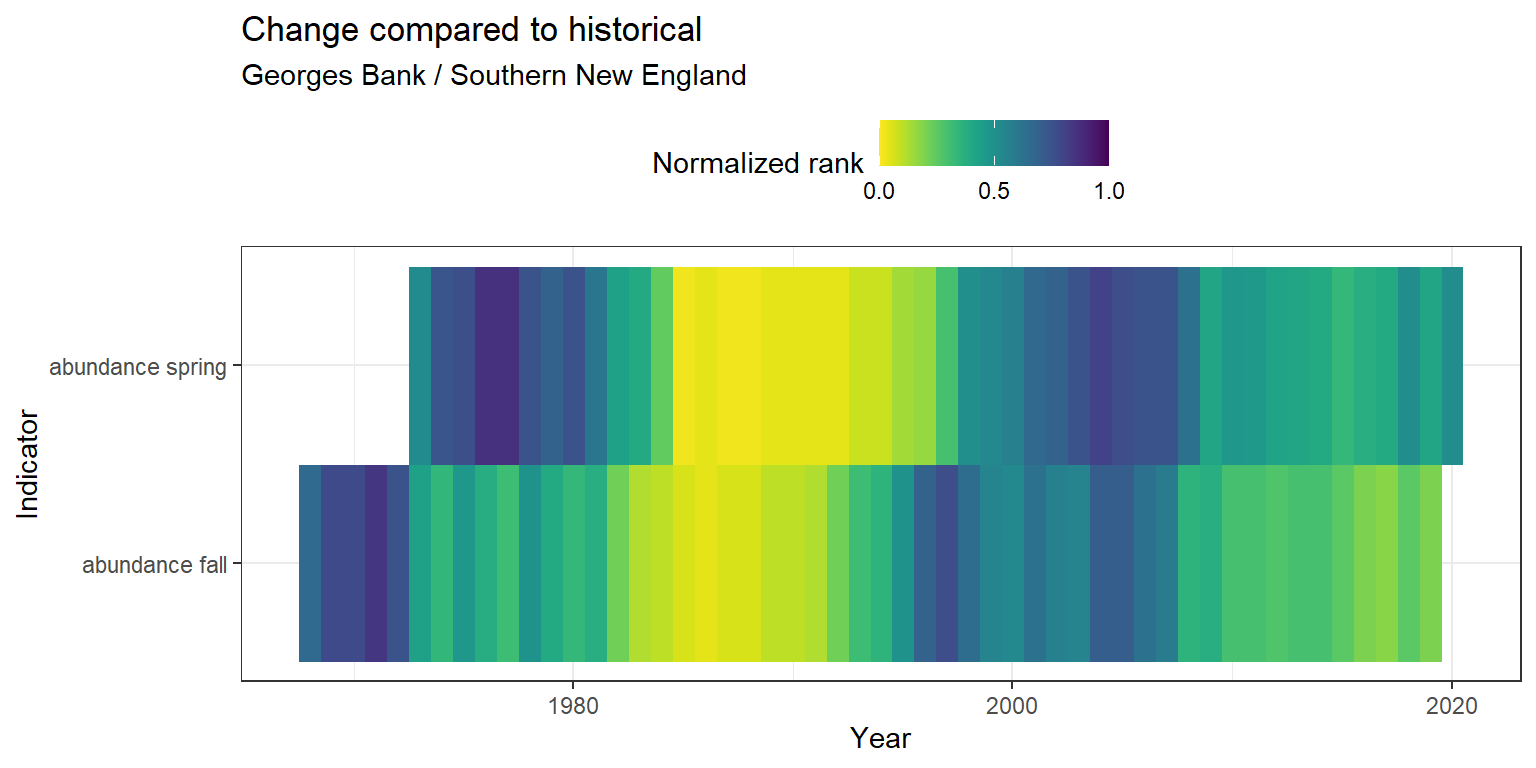 Change compared to historical
Georges Bank / Southern New England
Normalized rank
0.0 0.5 1.0
abundance spring
abundance fall
Indicator
1980 2000 2020
Year